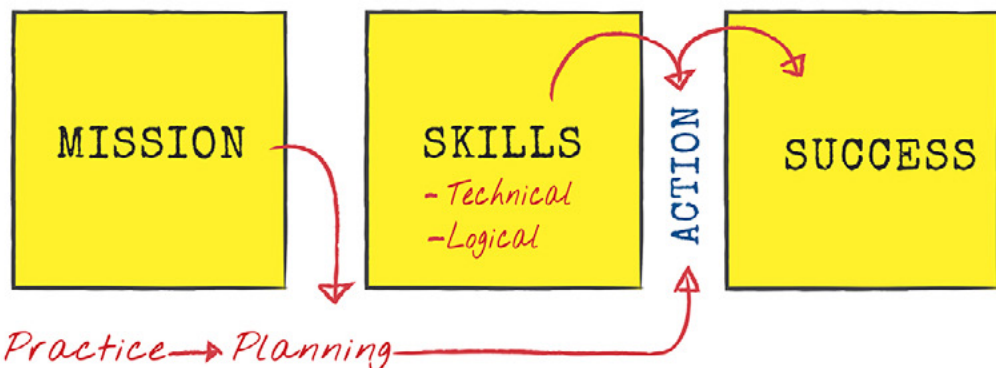 MISSION
SKILLS
-Technical
-Logical
ACTION
SUCCESS
Practice → Planning